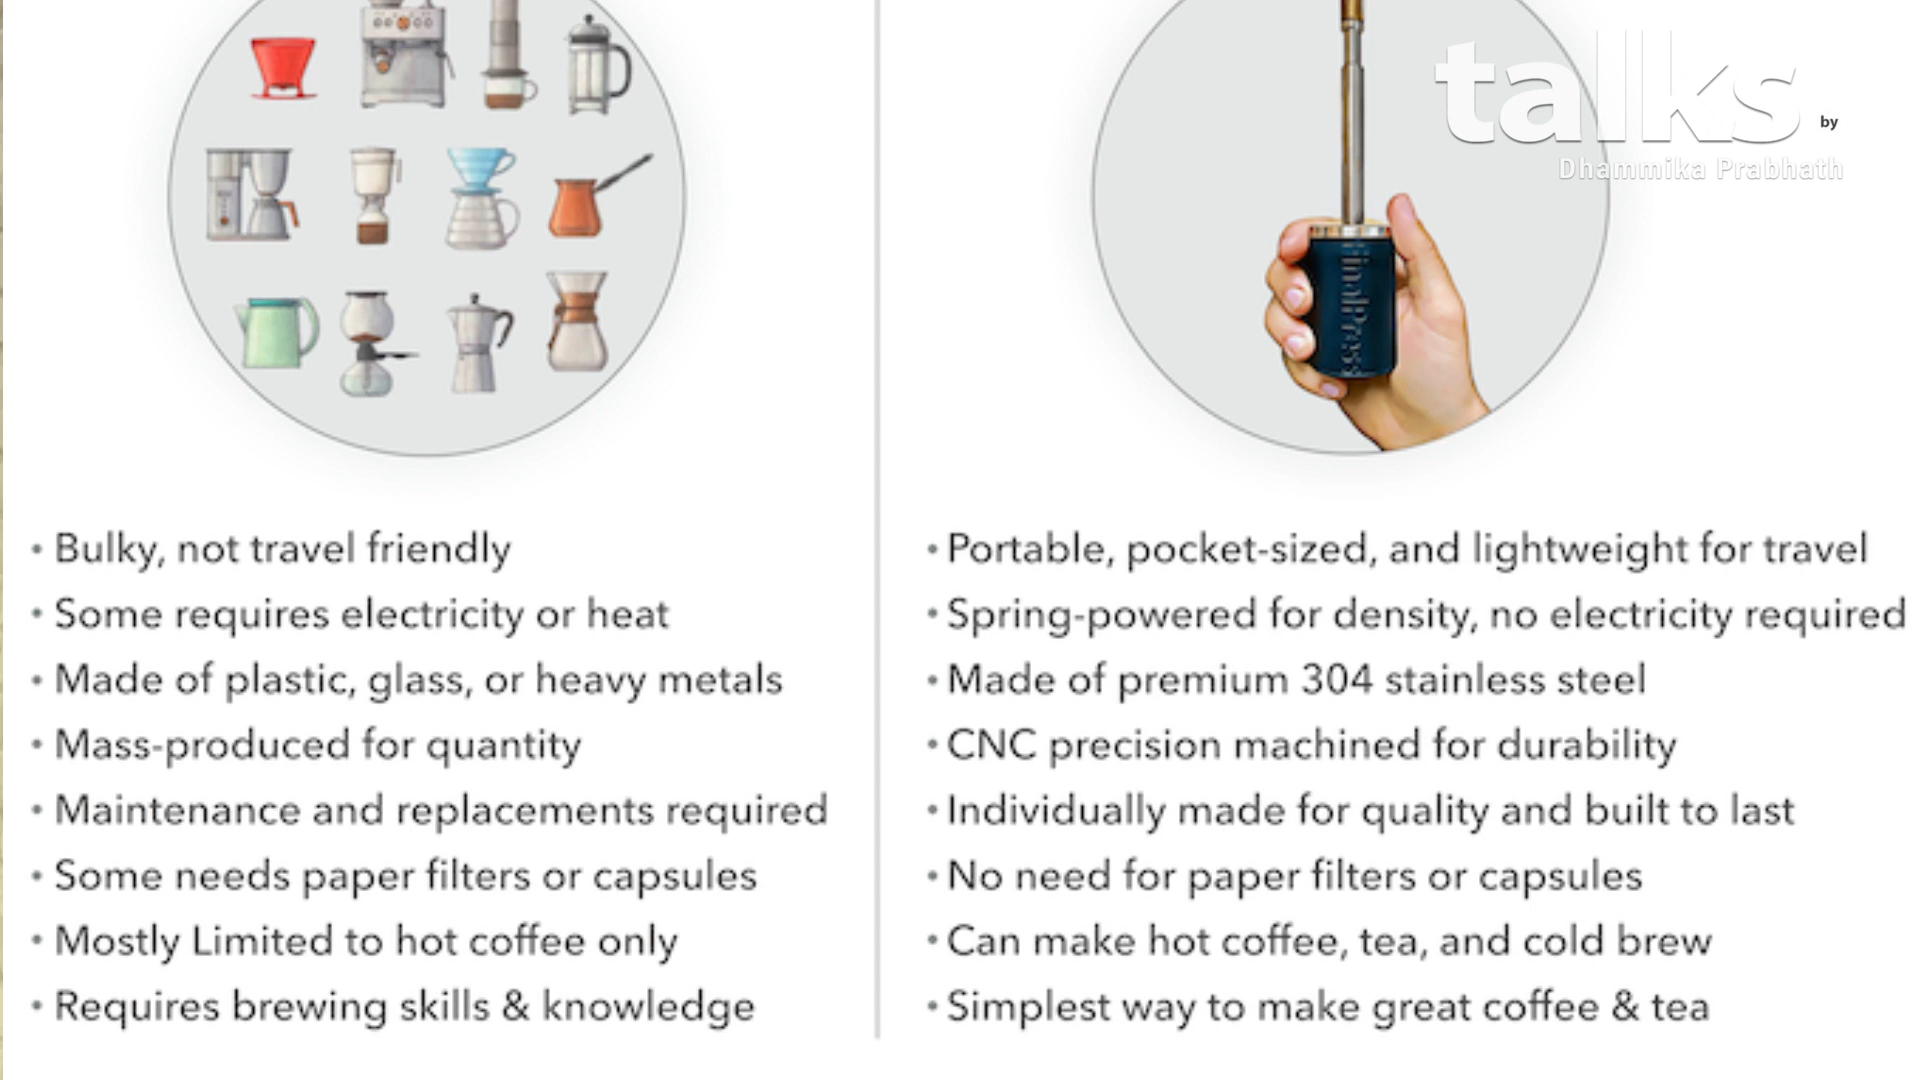 talks
by
Dhammika Prabhath
• Bulky, not travel friendly
• Some requires electricity or heat
• Made of plastic, glass, or heavy metals
• Mass-produced for quantity
• Maintenance and replacements required
• Some needs paper filters or capsules
• Mostly Limited to hot coffee only
• Requires brewing skills & knowledge
• Portable, pocket-sized, and lightweight for travel
• Spring-powered for density, no electricity required
• Made of premium 304 stainless steel
• CNC precision machined for durability
• Individually made for quality and built to last
• No need for paper filters or capsules
• Can make hot coffee, tea, and cold brew
• Simplest way to make great coffee & tea